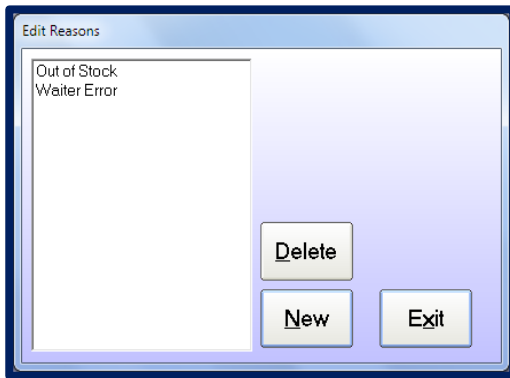 Edit Reasons
Out of Stock
Waiter Error
Delete
New
Exit